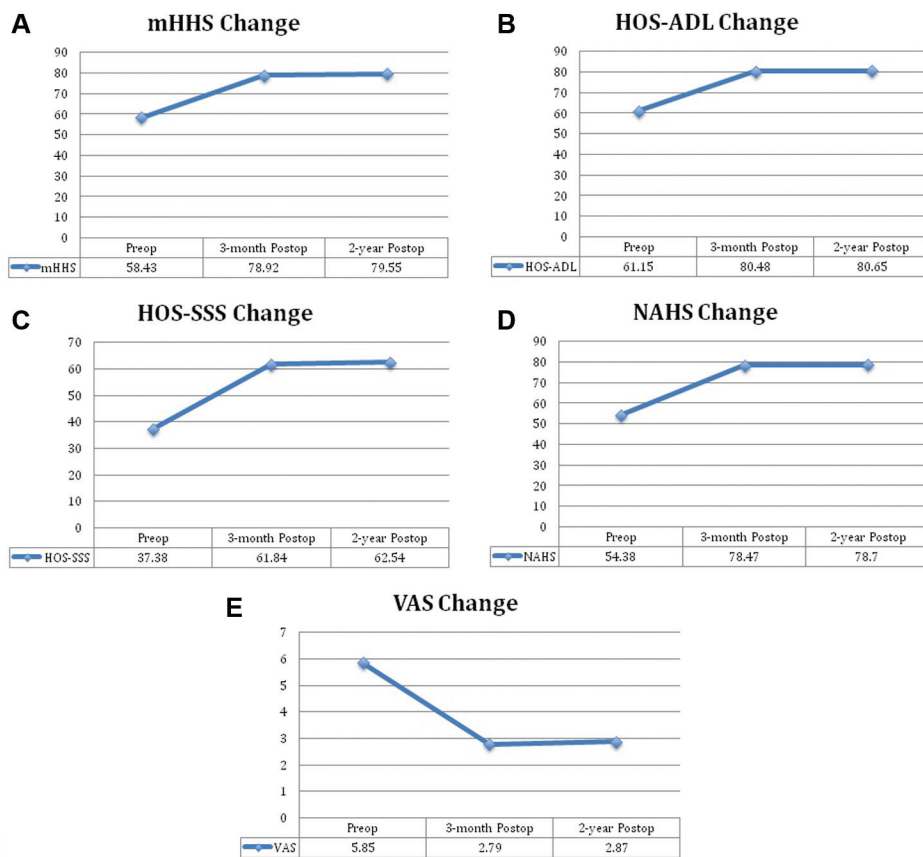 A
mHHS Change
90
80
70
60
50
40
30
20
10
0
Preop 3-month Postop 2-year Postop
mHHS 58.43 78.92 79.55
B
HOS-ADL Change
90
80
70
60
50
40
30
20
10
0
Preop 3-month Postop 2-year Postop
HOS-ADL 61.15 80.48 80.65
C
HOS-SSS Change
70
60
50
40
30
20
10
0
Preop 3-month Postop 2-year Postop
HOS-SSS 37.38 61.84 62.54
D
NAHS Change
90
80
70
60
50
40
30
20
10
0
Preop 3-month Postop 2-year Postop
NAHS 54.38 78.47 78.7
E
VAS Change
7
6
5
4
3
2
1
0
Preop 3-month Postop 2-year Postop
VAS 5.85 2.79 2.87